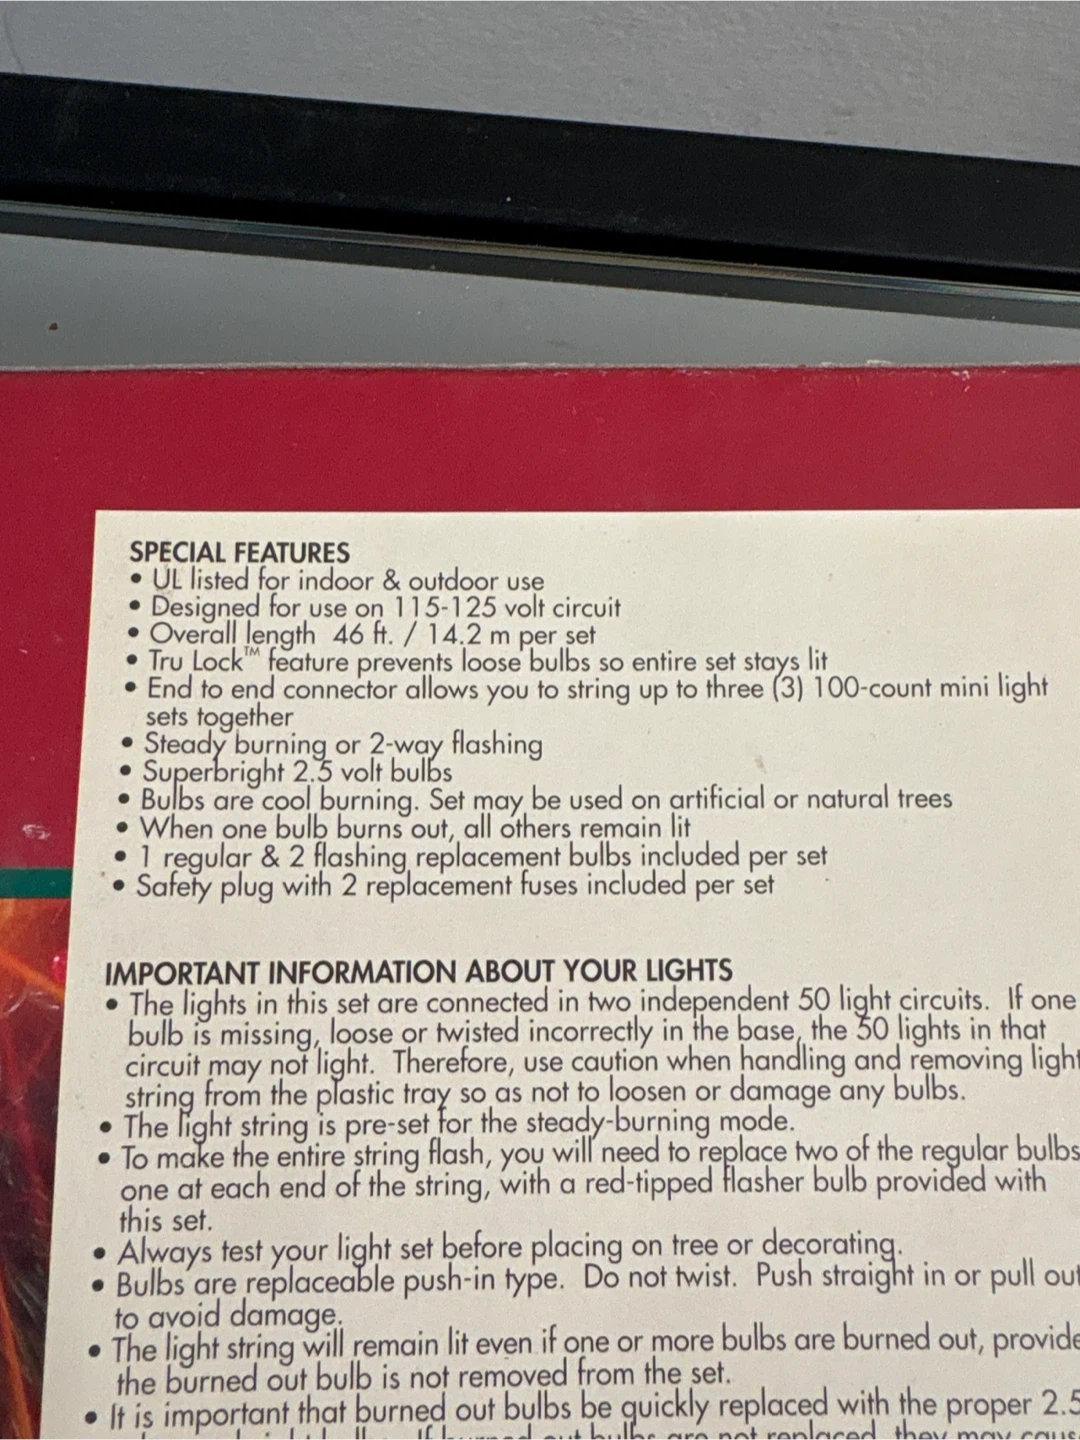 SPECIAL FEATURES
• UL listed for indoor & outdoor use
• Designed for use on 115-125 volt circuit
• Overall length 46 ft. / 14.2 m per set
• Tru Lock™ feature prevents loose bulbs so entire set stays lit
• End to end connector allows you to string up to three (3) 100-count mini light
sets together
• Steady burning or 2-way flashing
• Superbright 2.5 volt bulbs
• Bulbs are cool burning. Set may be used on artificial or natural trees
• When one bulb burns out, all others remain lit
• 1 regular & 2 flashing replacement bulbs included per set
• Safety plug with 2 replacement fuses included per set
IMPORTANT INFORMATION ABOUT YOUR LIGHTS
• The lights in this set are connected in two independent 50 light circuits. If one
bulb is missing, loose or twisted incorrectly in the base, the 50 lights in that
circuit may not light. Therefore, use caution when handling and removing light
string from the plastic tray so as not to loosen or damage any bulbs.
• The light string is pre-set for the steady-burning mode.
• To make the entire string flash, you will need to replace two of the regular bulbs
one at each end of the string, with a red-tipped flasher bulb provided with
this set.
• Always test your light set before placing on tree or decorating.
• Bulbs are replaceable push-in type. Do not twist. Push straight in or pull out
to avoid damage.
• The light string will remain lit even if one or more bulbs are burned out, provide
the burned out bulb is not removed from the set.
• It is important that burned out bulbs be quickly replaced with the proper 2.5
out bulbs are not replaced, they may